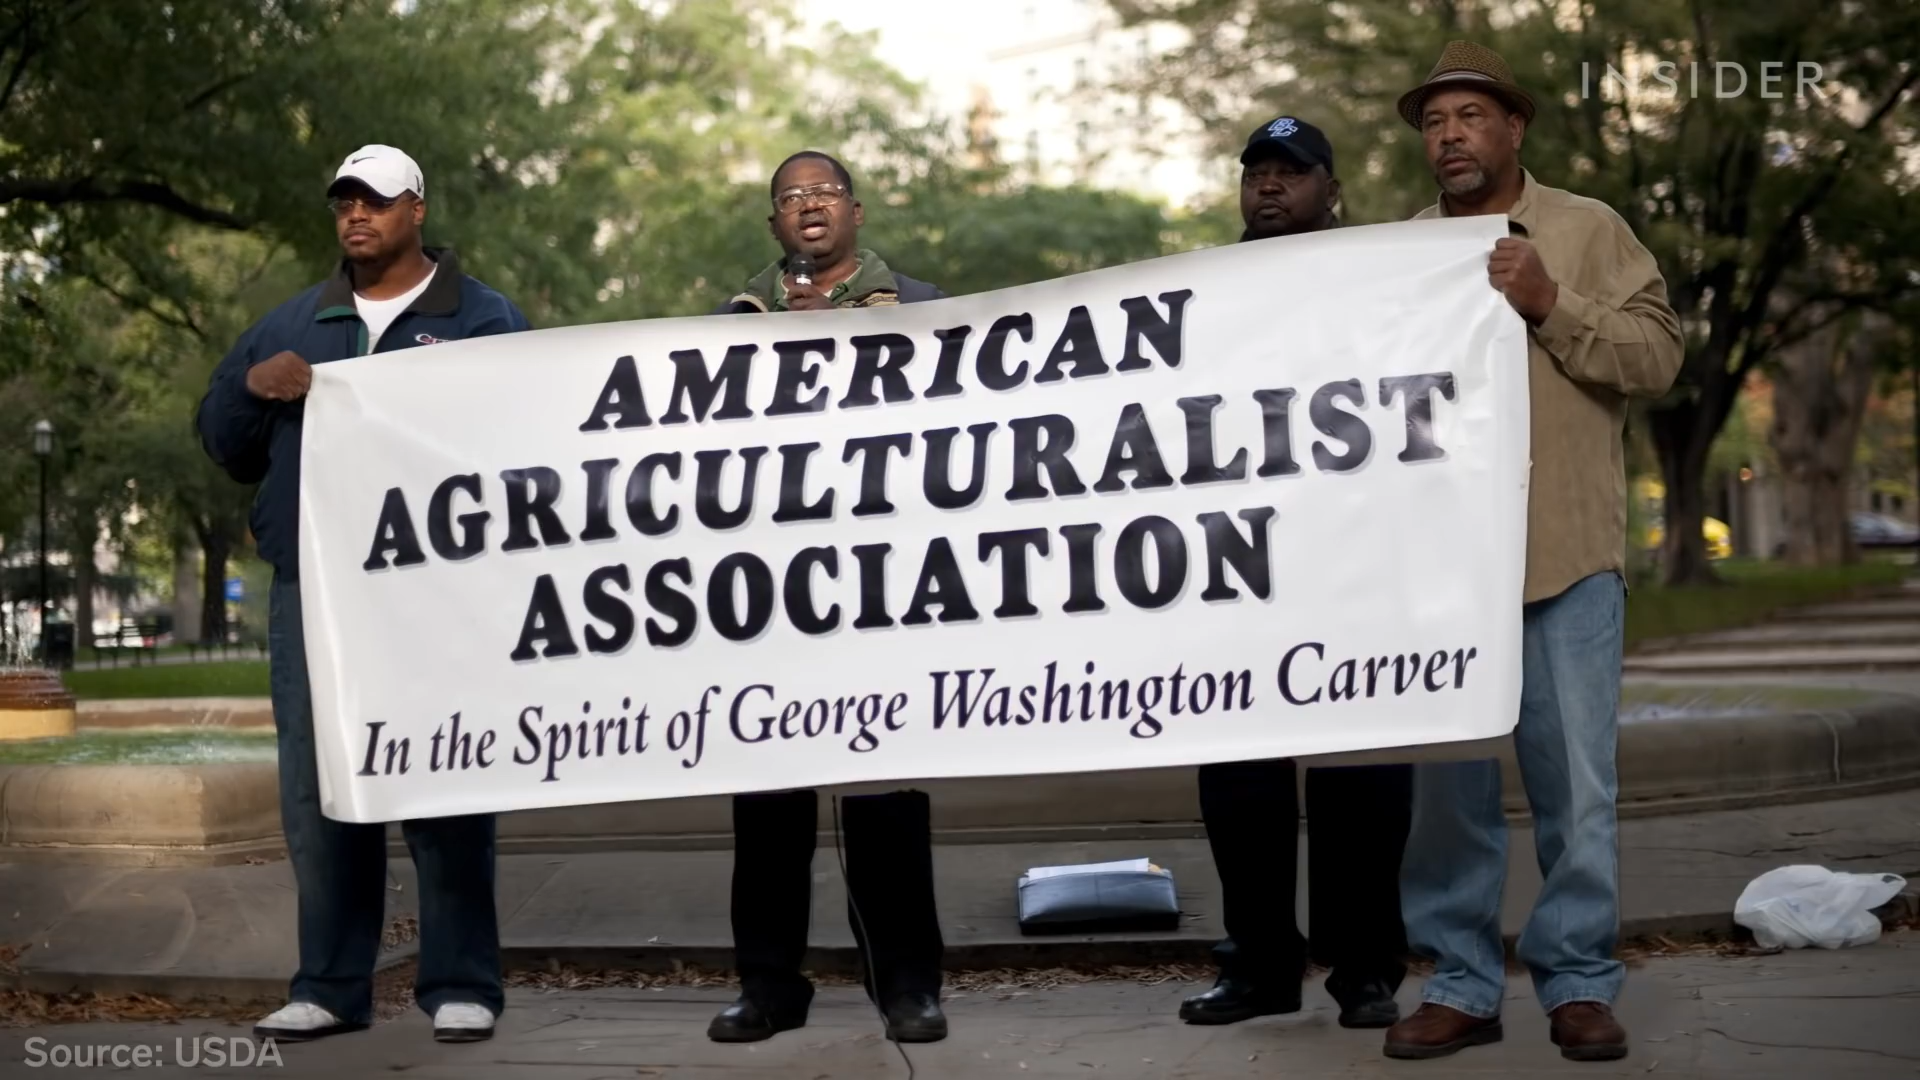 INSIDER
AMERICAN
AGRICULTURALIST
ASSOCIATION
In the Spirit of George Washington Carver
Source: USDA